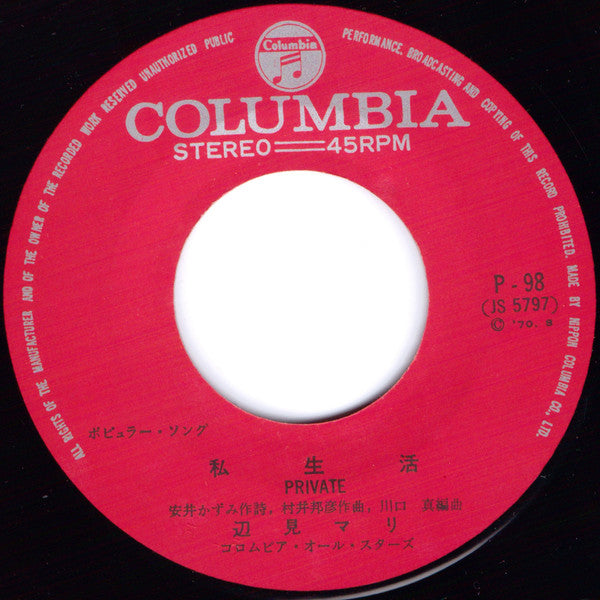 ALL RIGHTS OF THE MANUFACTURER AND OF THE OWNER OF THE RECORDED WORK RESERVED UNAUTHORIZED PUBLIC PERFORMANCE, BROADCASTING AND COPYING OF THIS RECORD PROHIBITED. MADE BY NIPPON COLUMBIA CO., LTD.
Columbia
COLUMBIA
STEREO 45RPM
P-98
(JS 5797)
Ⓒ '70. 8
ポピュラー・ソング
私生活
PRIVATE
安井かずみ作詩, 村井邦彦作曲, 川口 真編曲
辺見マリ
コロムビア・オール・スターズ